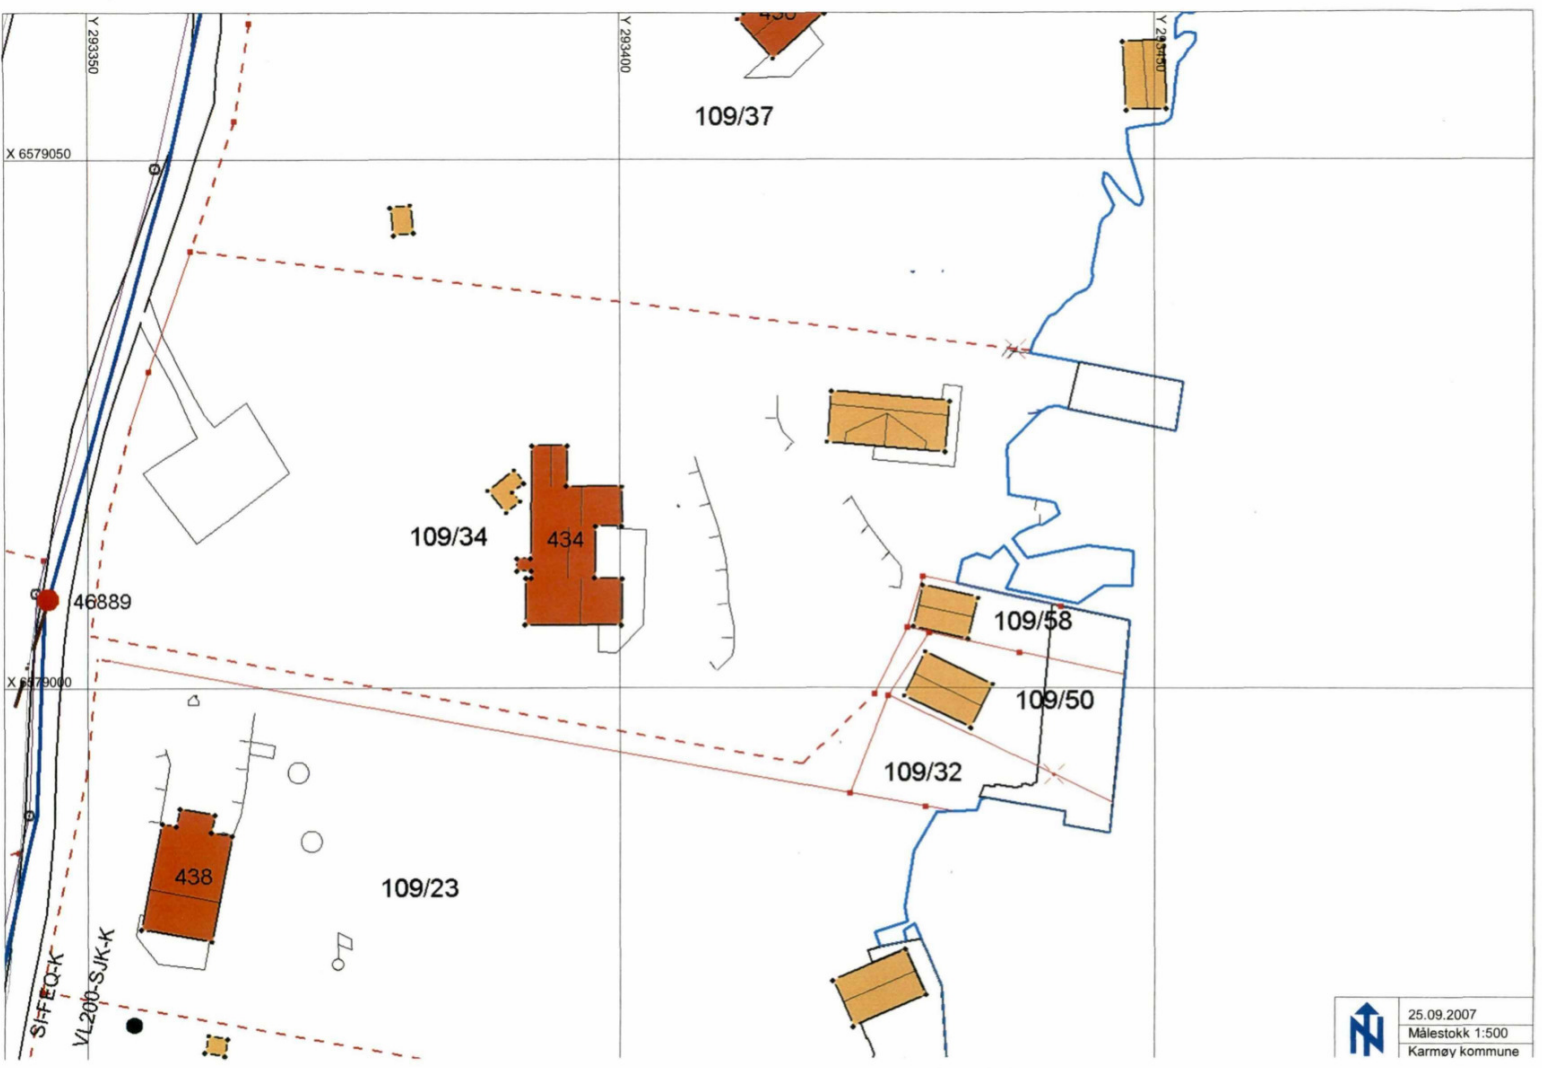 Y 293350
Y 293400
Y 293450
430
109/37
X 6579050
109/34
434
46889
109/58
X 6579000
109/50
109/32
438
109/23
SI-FEQ-K
VL200-SJK-K
N
25.09.2007
Målestokk 1:500
Karmøy kommune